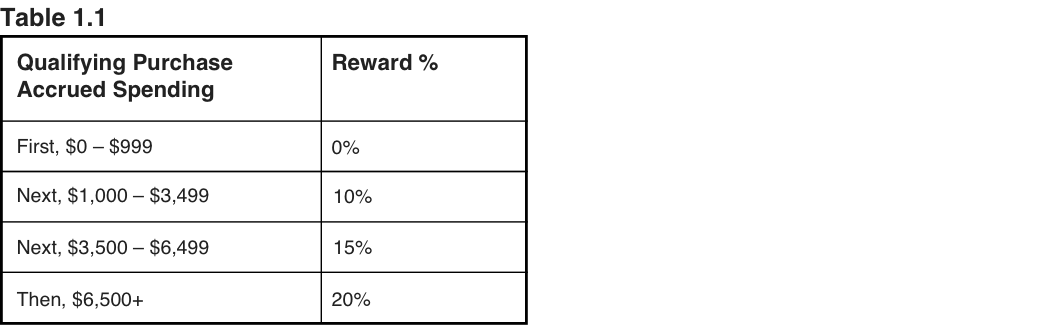 Table 1.1
Qualifying Purchase
Accrued Spending
Reward %
First, $0 – $999
0%
Next, $1,000 – $3,499
10%
Next, $3,500 – $6,499
15%
Then, $6,500+
20%